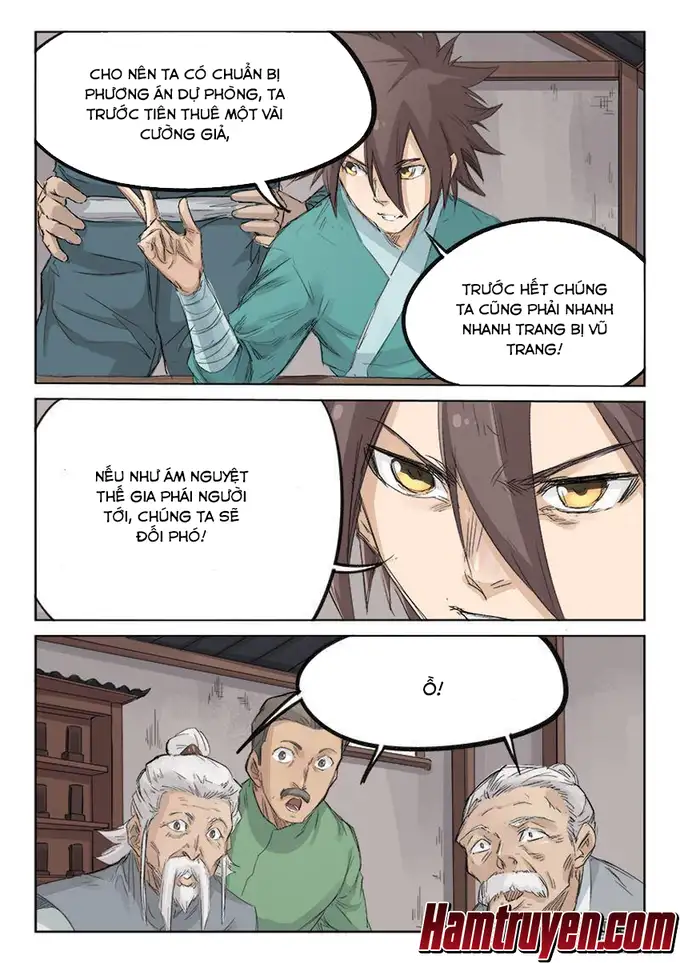 CHO NÊN TA CÓ CHUẨN BỊ
PHƯƠNG ÁN DỰ PHÒNG, TA
TRƯỚC TIÊN THUÊ MỘT VÀI
CƯỜNG GIẢ,
TRƯỚC HẾT CHÚNG
TA CŨNG PHẢI NHANH
NHANH TRANG BỊ VŨ
TRANG!
NẾU NHƯ ÁM NGUYỆT
THẾ GIA PHÁI NGƯỜI
TỚI, CHÚNG TA SẼ
ĐỐI PHÓ!
Ồ!
Hamtruyen.com